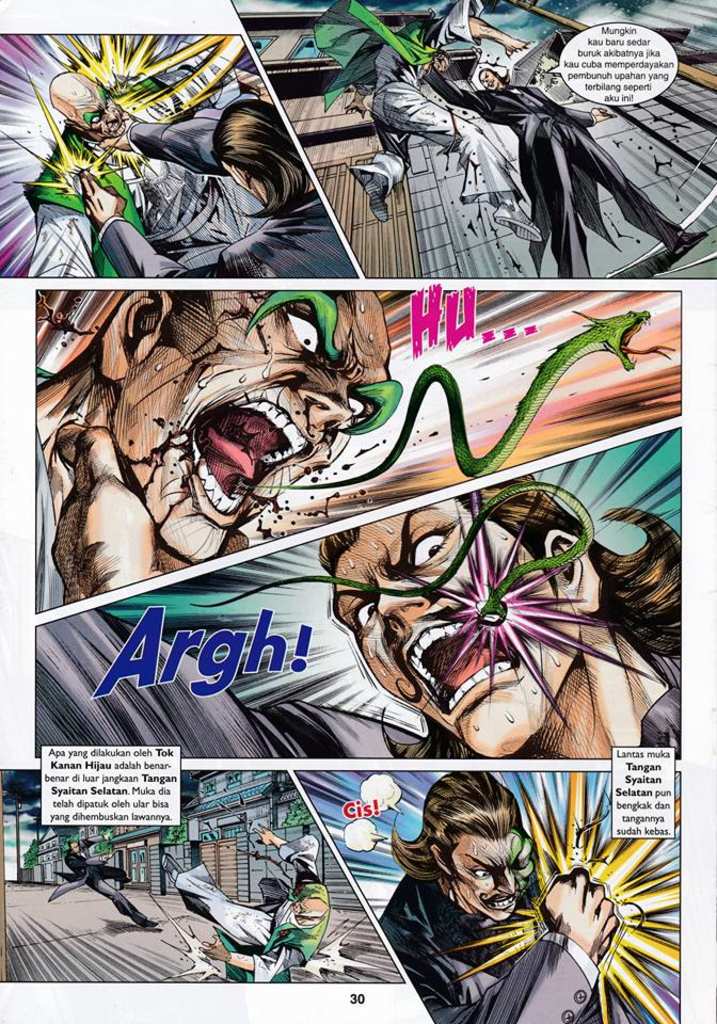 Mungkin
kau baru sedar
buruk akibatnya jika
kau cuba memperdayakan
pembunuh upahan yang
terbilang seperti
aku ini!
HU...
Argh!
Apa yang dilakukan oleh Tok
Kanan Hijau adalah benar-
benar di luar jangkaan Tangan
Syaitan Selatan. Muka dia
telah dipatuk oleh ular bisa
yang dihembuskan lawannya.
Lantas muka
Tangan
Syaitan
Selatan pun
bengkak dan
tangannya
sudah kebas.
Cis!
30